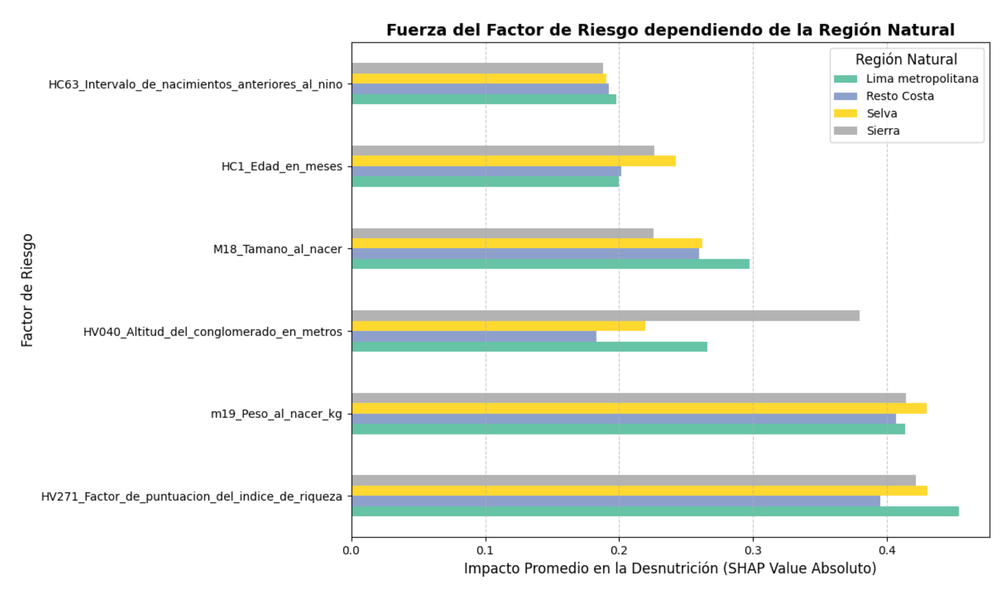 Fuerza del Factor de Riesgo dependiendo de la Región Natural
Región Natural
Lima metropolitana
Resto Costa
Selva
Sierra
Factor de Riesgo
HC63_Intervalo_de_nacimientos_anteriores_al_nino
HC1_Edad_en_meses
M18_Tamano_al_nacer
HV040_Altitud_del_conglomerado_en_metros
m19_Peso_al_nacer_kg
HV271_Factor_de_puntuacion_del_indice_de_riqueza
0.0 0.1 0.2 0.3 0.4
Impacto Promedio en la Desnutrición (SHAP Value Absoluto)